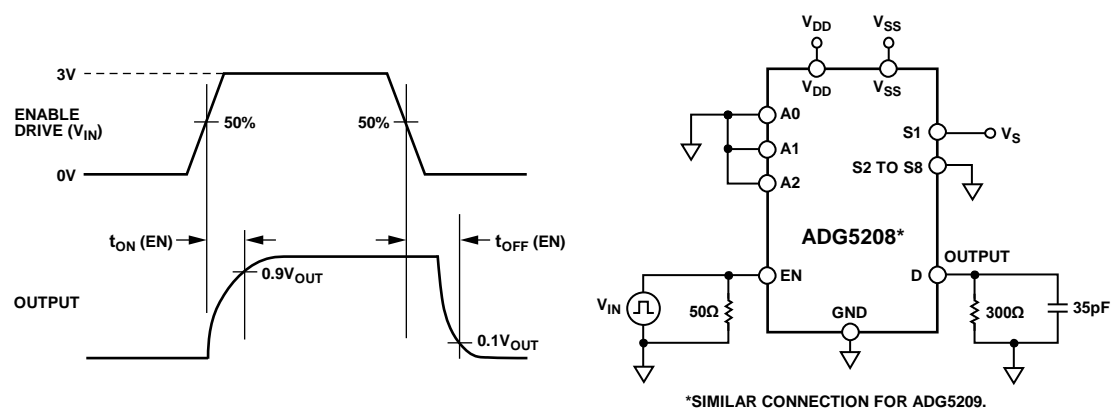 3V
ENABLE
DRIVE (VIN)
50%
50%
0V
tON (EN)
tOFF (EN)
0.9VOUT
OUTPUT
0.1VOUT
VDD
VSS
VDD
VSS
A0
A1
A2
S1
VS
S2 TO S8
ADG5208*
OUTPUT
EN
D
VIN
50Ω
GND
300Ω
35pF
*SIMILAR CONNECTION FOR ADG5209.